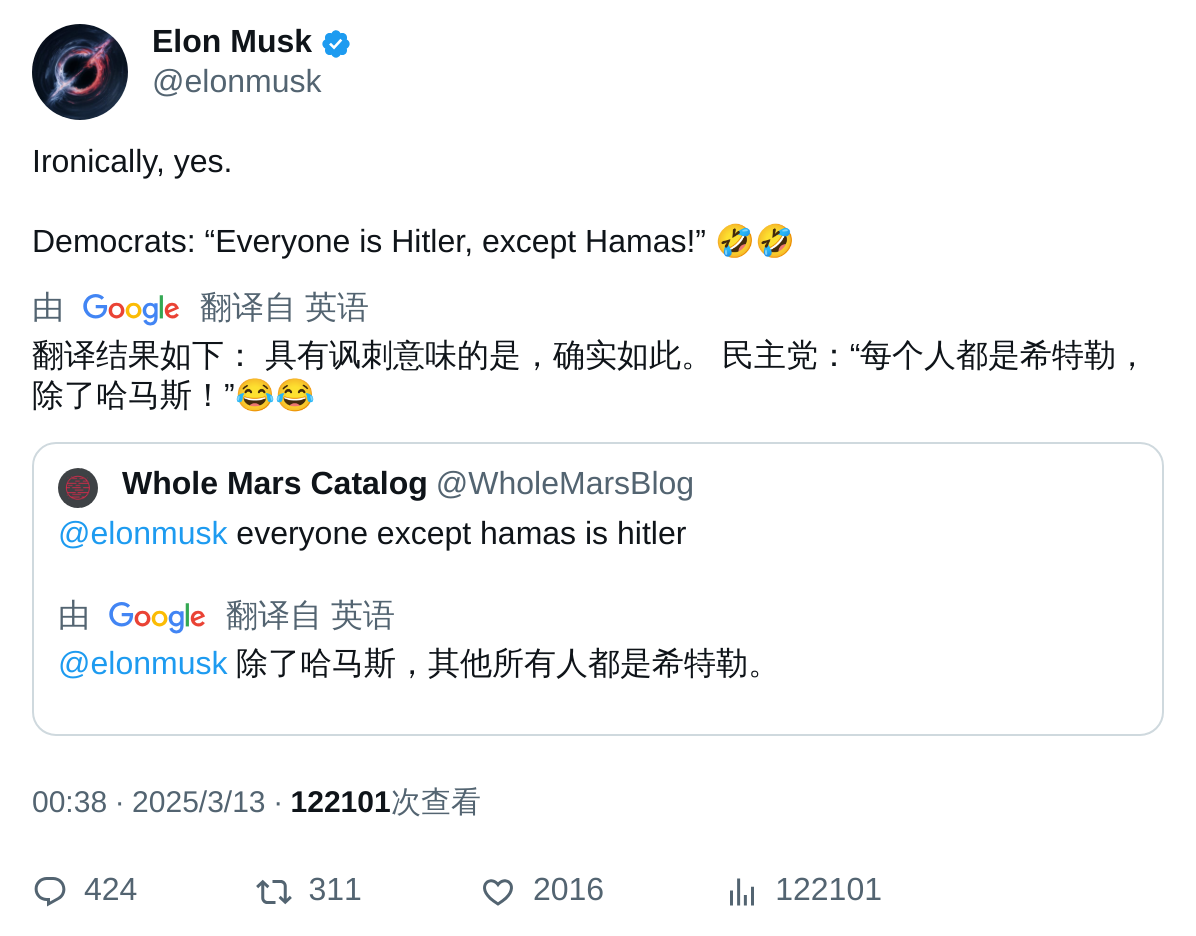 Elon Musk
@elonmusk
Ironically, yes.
Democrats: “Everyone is Hitler, except Hamas!” 🤣🤣
由 Google 翻译自 英语
翻译结果如下： 具有讽刺意味的是，确实如此。 民主党：“每个人都是希特勒，
除了哈马斯！”😂😂
Whole Mars Catalog @WholeMarsBlog
@elonmusk everyone except hamas is hitler
由 Google 翻译自 英语
@elonmusk 除了哈马斯，其他所有人都是希特勒。
00:38 · 2025/3/13 · 122101次查看
424 311 2016 122101